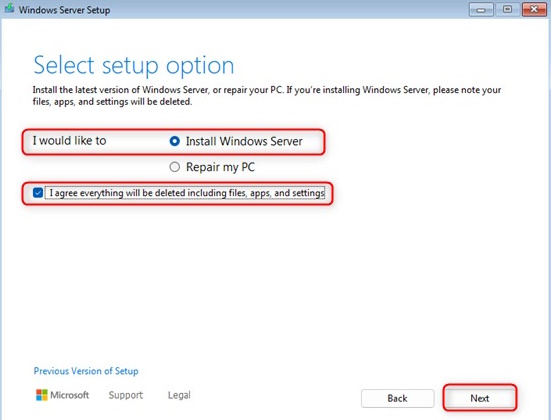 Windows Server Setup
Select setup option
Install the latest version of Windows Server, or repair your PC. If you're installing Windows Server, please note your
files, apps, and settings will be deleted.
I would like to
Install Windows Server
Repair my PC
I agree everything will be deleted including files, apps, and settings
Previous Version of Setup
Microsoft Support Legal
Back Next